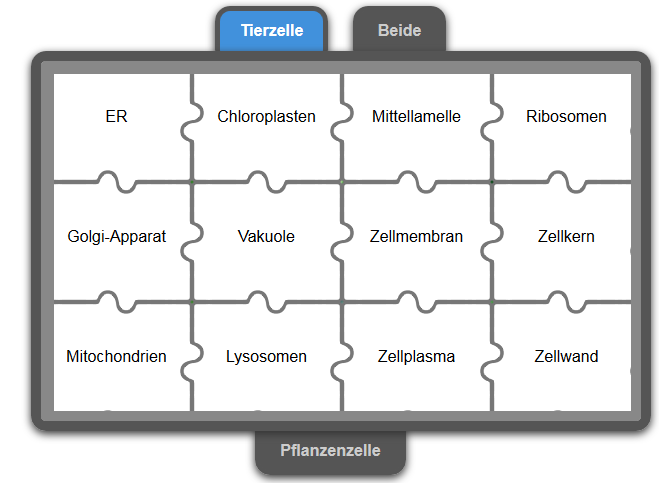 Tierzelle
Beide
ER
Chloroplasten
Mittellamelle
Ribosomen
Golgi-Apparat
Vakuole
Zellmembran
Zellkern
Mitochondrien
Lysosomen
Zellplasma
Zellwand
Pflanzenzelle